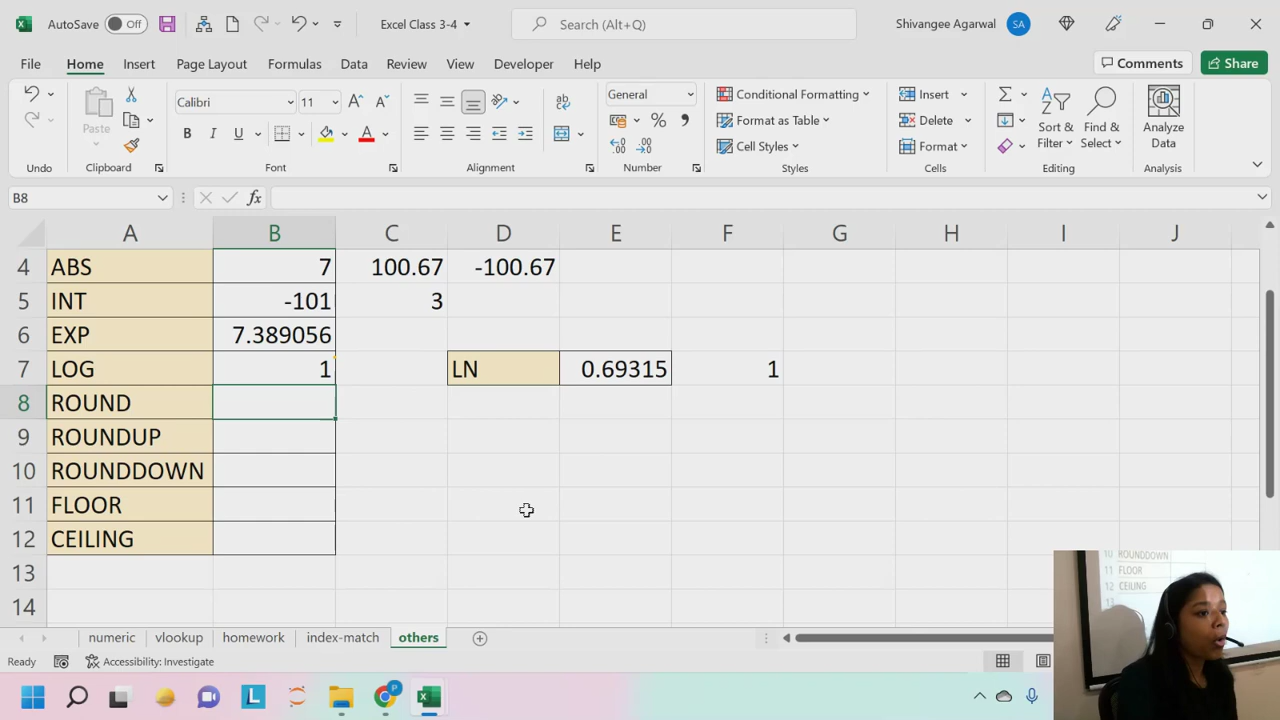 AutoSave Off Excel Class 3-4 Search (Alt+Q) Shivangee Agarwal SA
File Home Insert Page Layout Formulas Data Review View Developer Help Comments Share
Paste Calibri 11 General Conditional Formatting Format as Table Cell Styles Insert Delete Format Sort & Filter Find & Select Analyze Data
Undo Clipboard Font Alignment Number Styles Cells Editing Analysis
B8 fx
A B C D E F G H I J
4 ABS 7 100.67 -100.67
5 INT -101 3
6 EXP 7.389056
7 LOG 1 LN 0.69315 1
8 ROUND
9 ROUNDUP
10 ROUNDDOWN
11 FLOOR
12 CEILING
13
14
10 ROUNDDOWN
11 FLOOR
12 CEILING
13
numeric vlookup homework index-match others
Ready Accessibility: Investigate